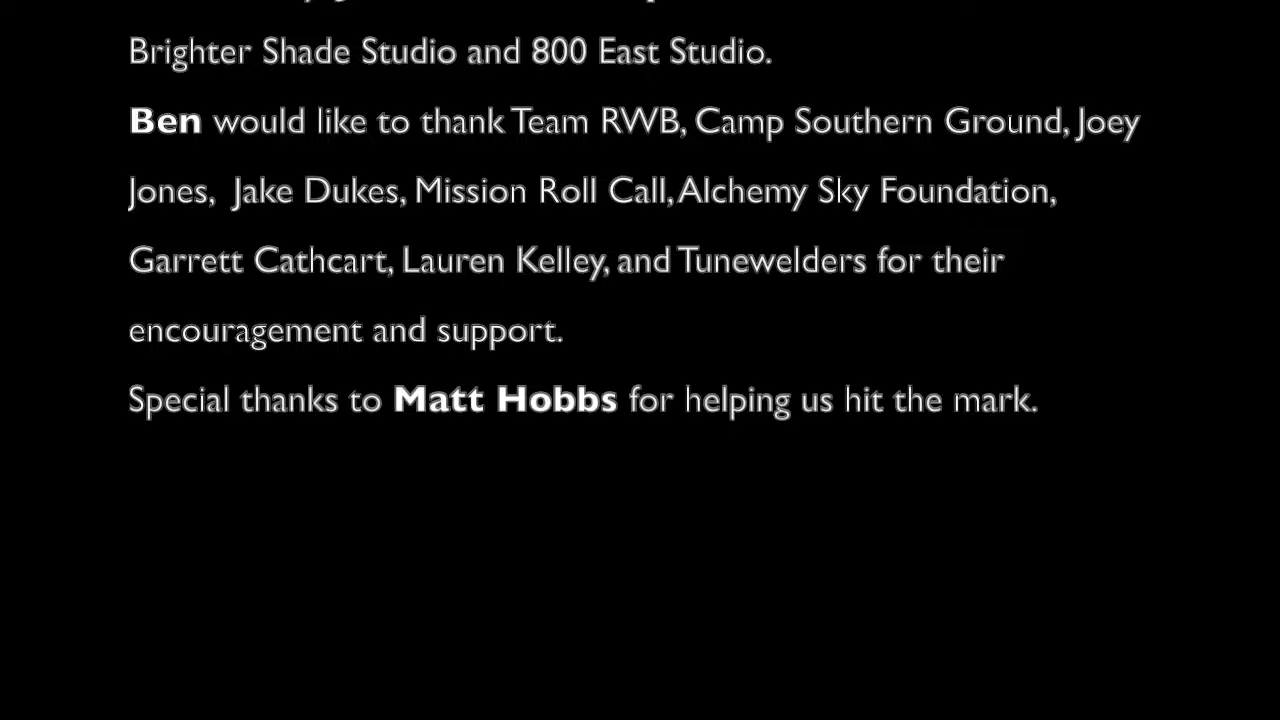 Brighter Shade Studio and 800 East Studio.
Ben would like to thank Team RWB, Camp Southern Ground, Joey
Jones,  Jake Dukes, Mission Roll Call, Alchemy Sky Foundation,
Garrett Cathcart, Lauren Kelley, and Tunewelders for their
encouragement and support.
Special thanks to Matt Hobbs for helping us hit the mark.